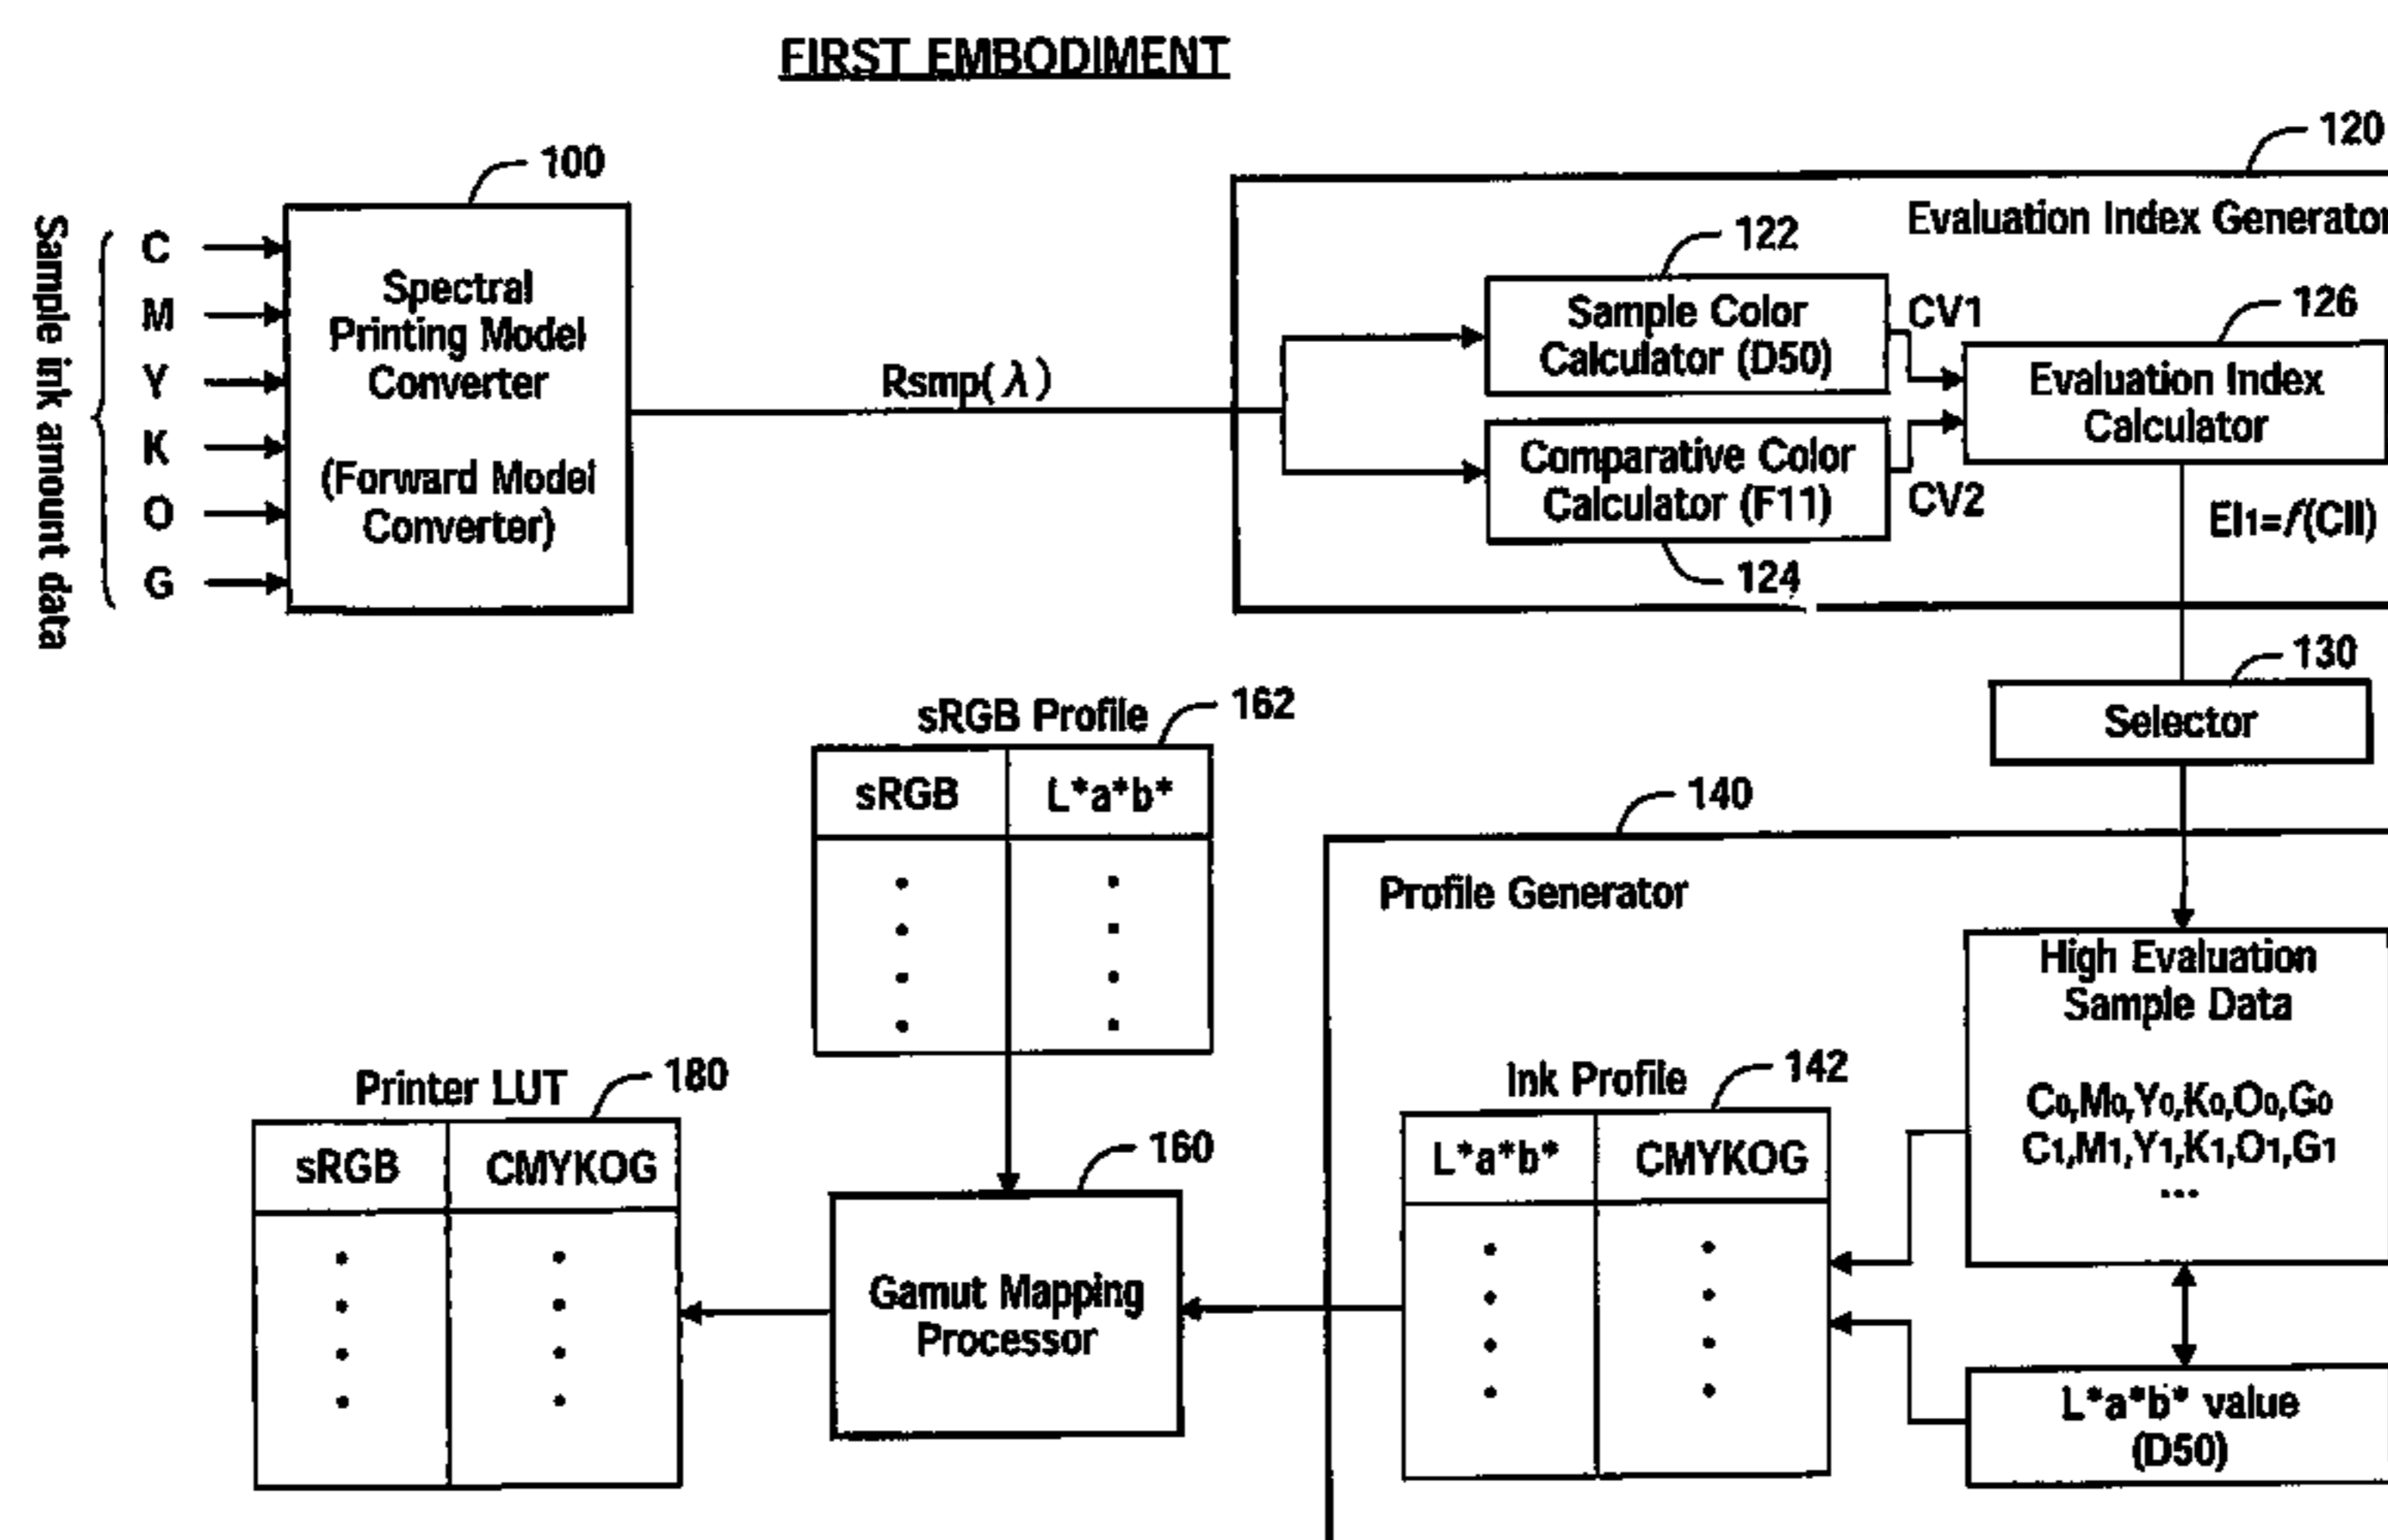 FIRST EMBODIMENT
100
120
Sample ink amount data
C
M
Y
K
O
G
Spectral
Printing Model
Converter
(Forward Model
Converter)
Rsmp(λ)
Evaluation Index Generator
122
Sample Color
Calculator (D50)
CV1
126
Evaluation Index
Calculator
Comparative Color
Calculator (F11)
CV2
124
EI1=f(CII)
130
Selector
sRGB Profile
162
sRGB
L*a*b*
140
Profile Generator
High Evaluation
Sample Data
C0,M0,Y0,K0,O0,G0
C1,M1,Y1,K1,O1,G1
...
Ink Profile
142
L*a*b*
CMYKOG
L*a*b* value
(D50)
160
Gamut Mapping
Processor
Printer LUT
180
sRGB
CMYKOG